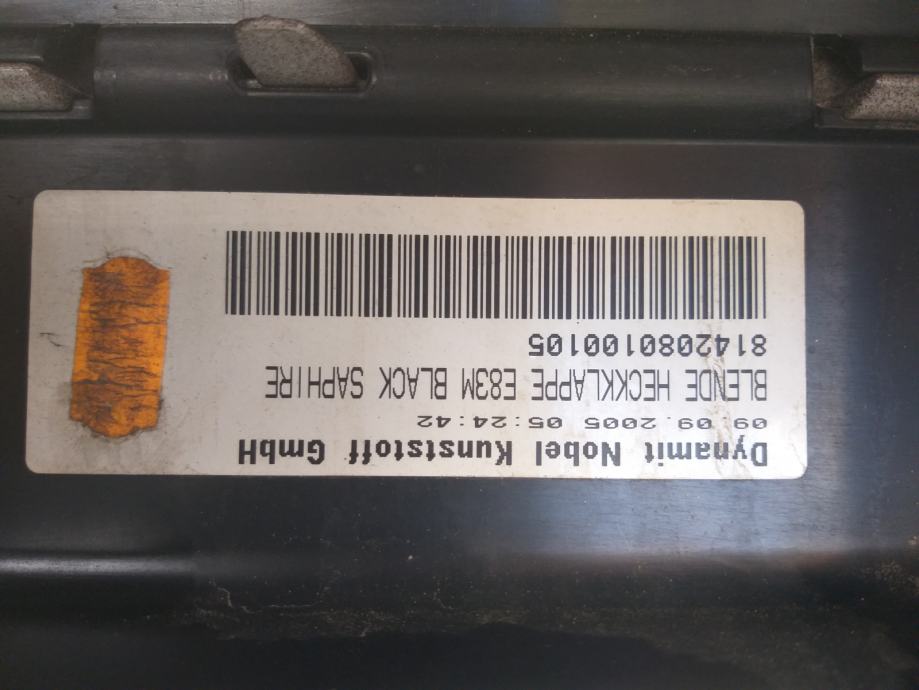 Dynamit Nobel Kunststoff GmbH
09.09.2005 05:24:42
BLENDE HECKKLAPPE E83M BLACK SAPHIRE
8142080100105